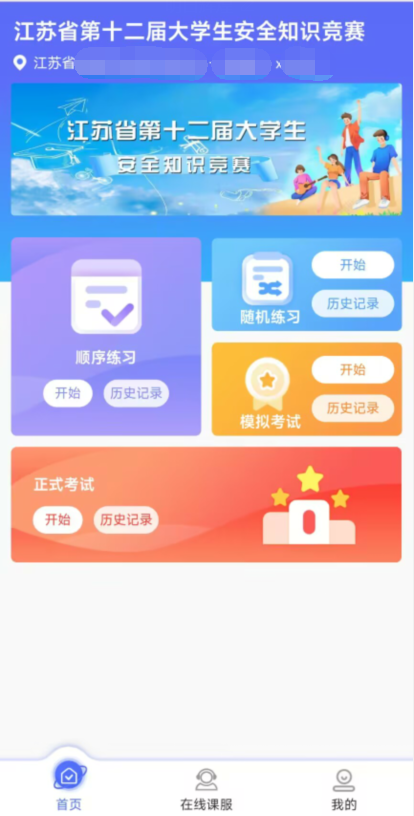 江苏省第十二届大学生安全知识竞赛
江苏省
x
江苏省第十二届大学生
安全知识竞赛
顺序练习
开始
历史记录
随机练习
开始
历史记录
模拟考试
开始
历史记录
正式考试
开始
历史记录
首页
在线课服
我的